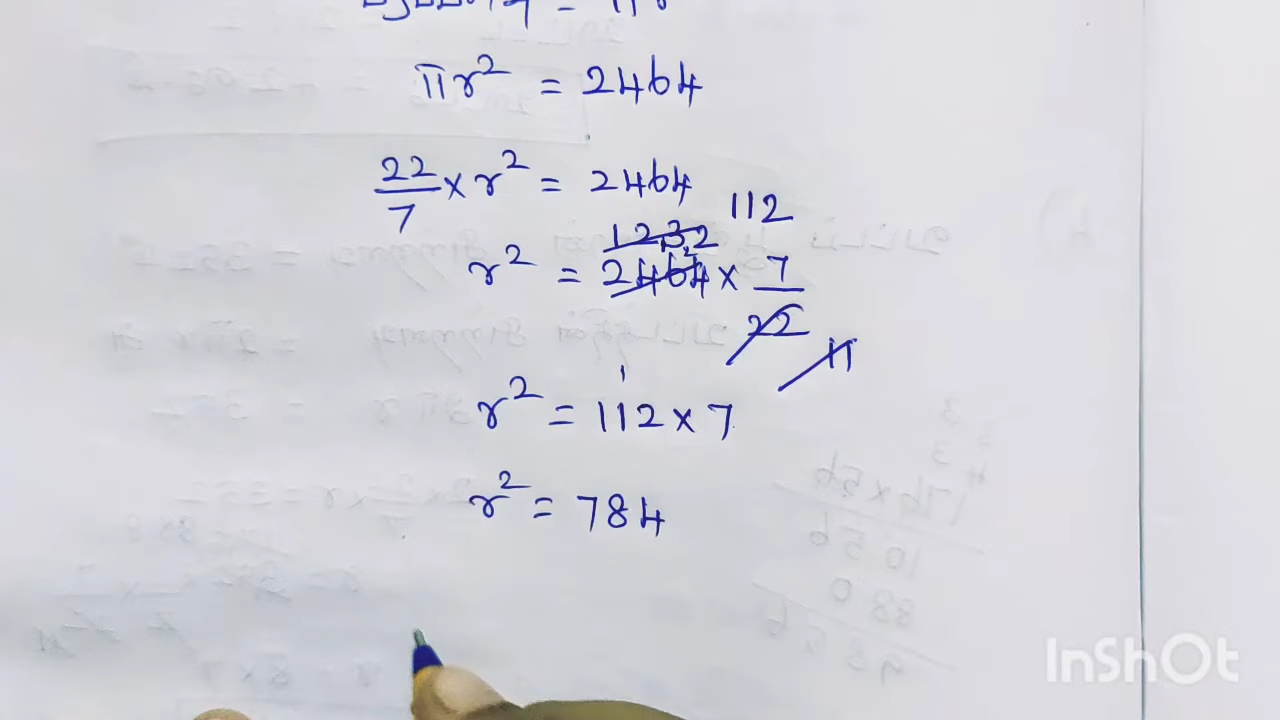 πr² = 2464
22/7 × r² = 2464
112
1232
r² = 2464 × 7/22
11
r² = 112 × 7
r² = 784
InShOt